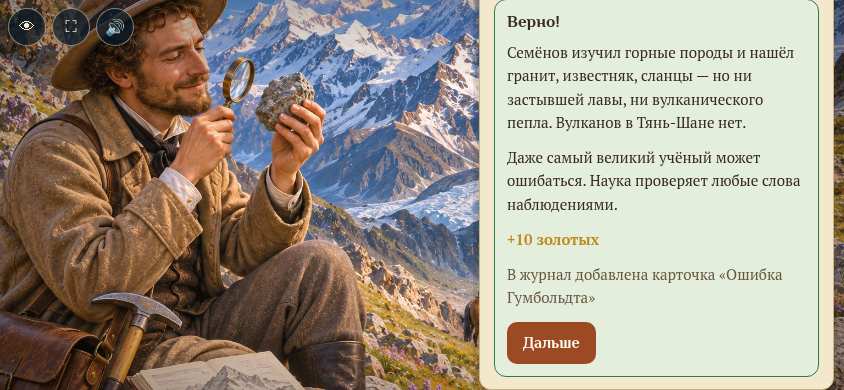 Верно!
Семёнов изучил горные породы и нашёл
гранит, известняк, сланцы — но ни
застывшей лавы, ни вулканического
пепла. Вулканов в Тянь-Шане нет.
Даже самый великий учёный может
ошибаться. Наука проверяет любые слова
наблюдениями.
+10 золотых
В журнал добавлена карточка «Ошибка
Гумбольдта»
Дальше